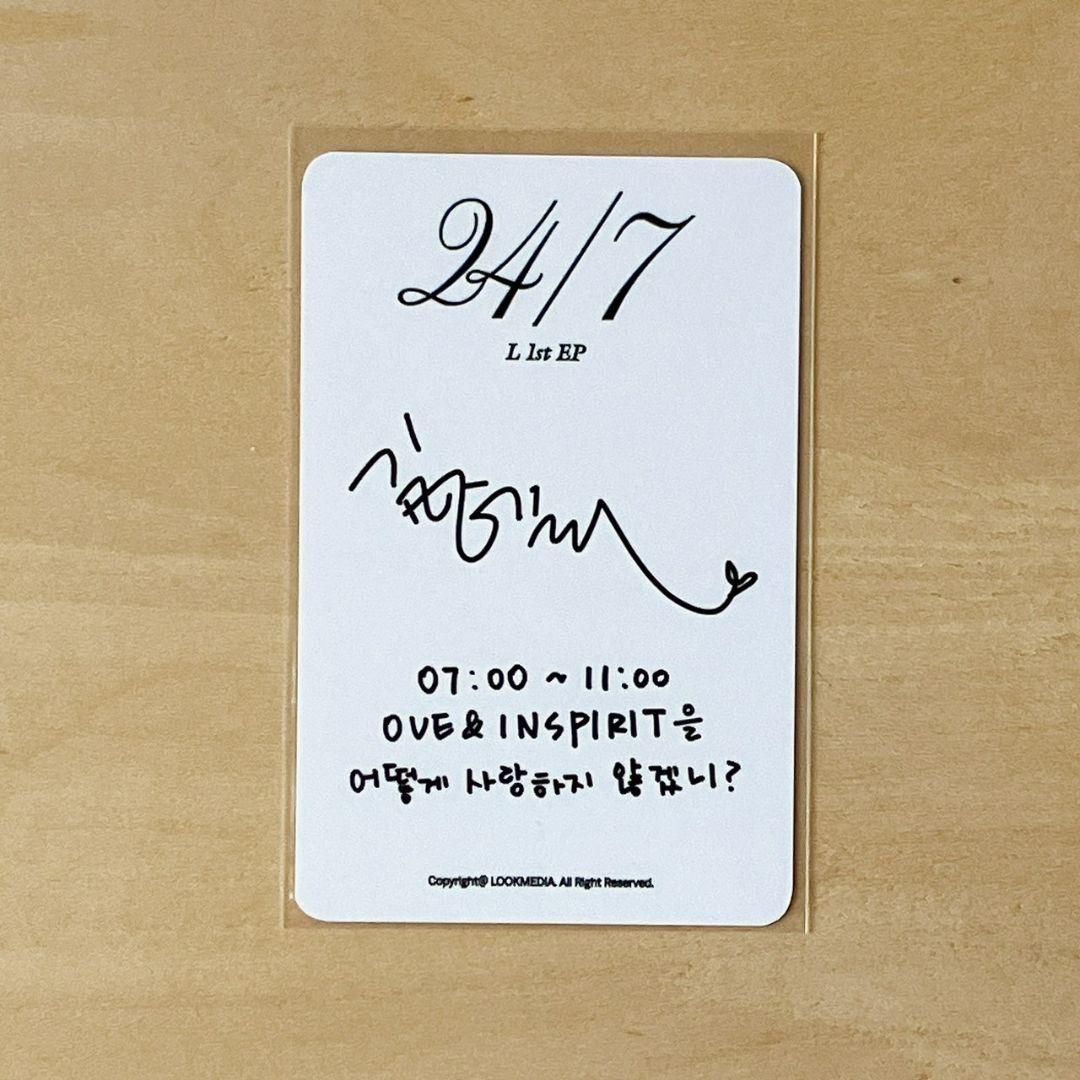 24/7
L 1st EP
07:00 ~ 11:00
OVE & INSPIRIT을
어떻게 사랑하지 않겠니?
Copyright@ LOOKMEDIA. All Right Reserved.